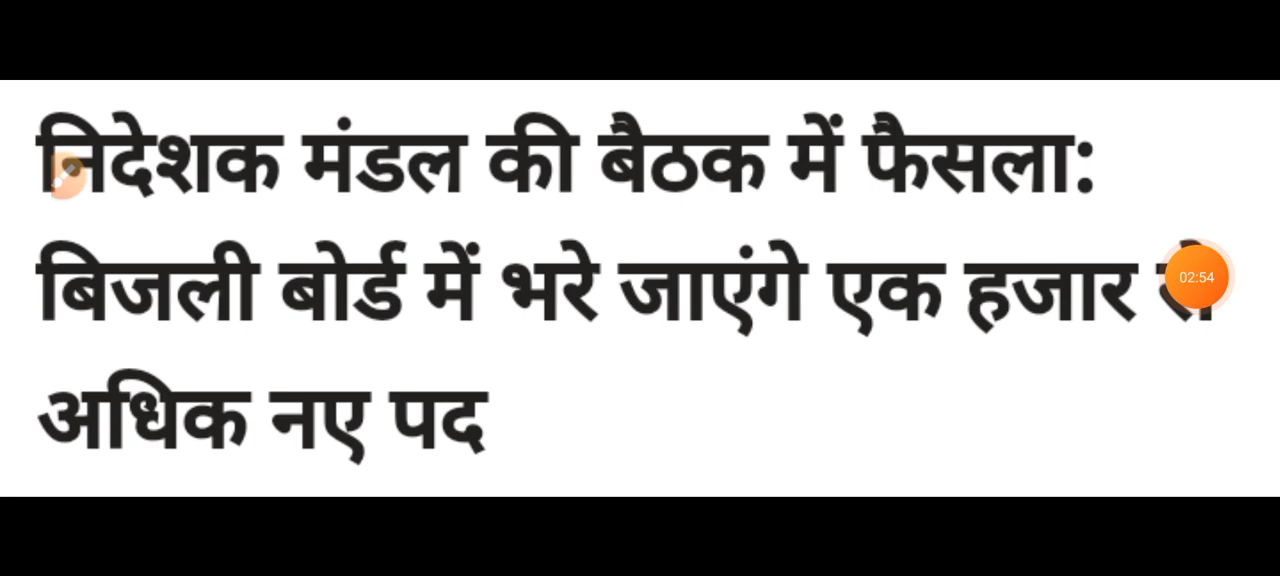 निदेशक मंडल की बैठक में फैसला:
बिजली बोर्ड में भरे जाएंगे एक हजार से
अधिक नए पद
02:54